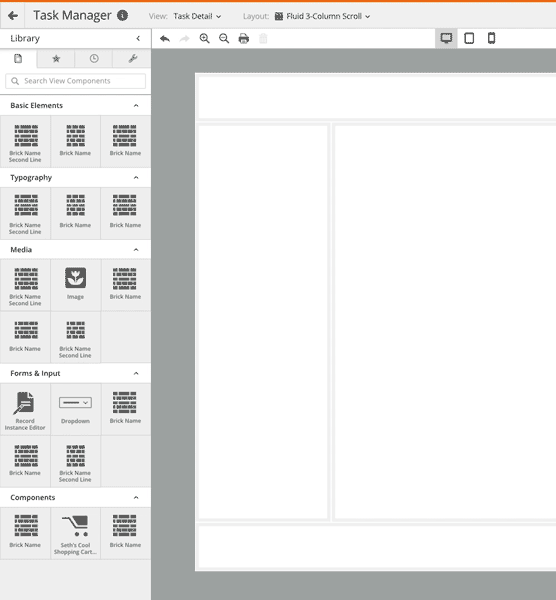 Task Manager
View: Task Detail
Layout: Fluid 3-Column Scroll
Library
Search View Components
Basic Elements
Brick Name
Second Line
Brick Name
Brick Name
Typography
Brick Name
Second Line
Brick Name
Brick Name
Media
Brick Name
Second Line
Image
Brick Name
Brick Name
Brick Name
Second Line
Forms & Input
Record
Instance Editor
Dropdown
Brick Name
Brick Name
Brick Name
Second Line
Components
Brick Name
Seth's Cool
Shopping Cart...
Brick Name